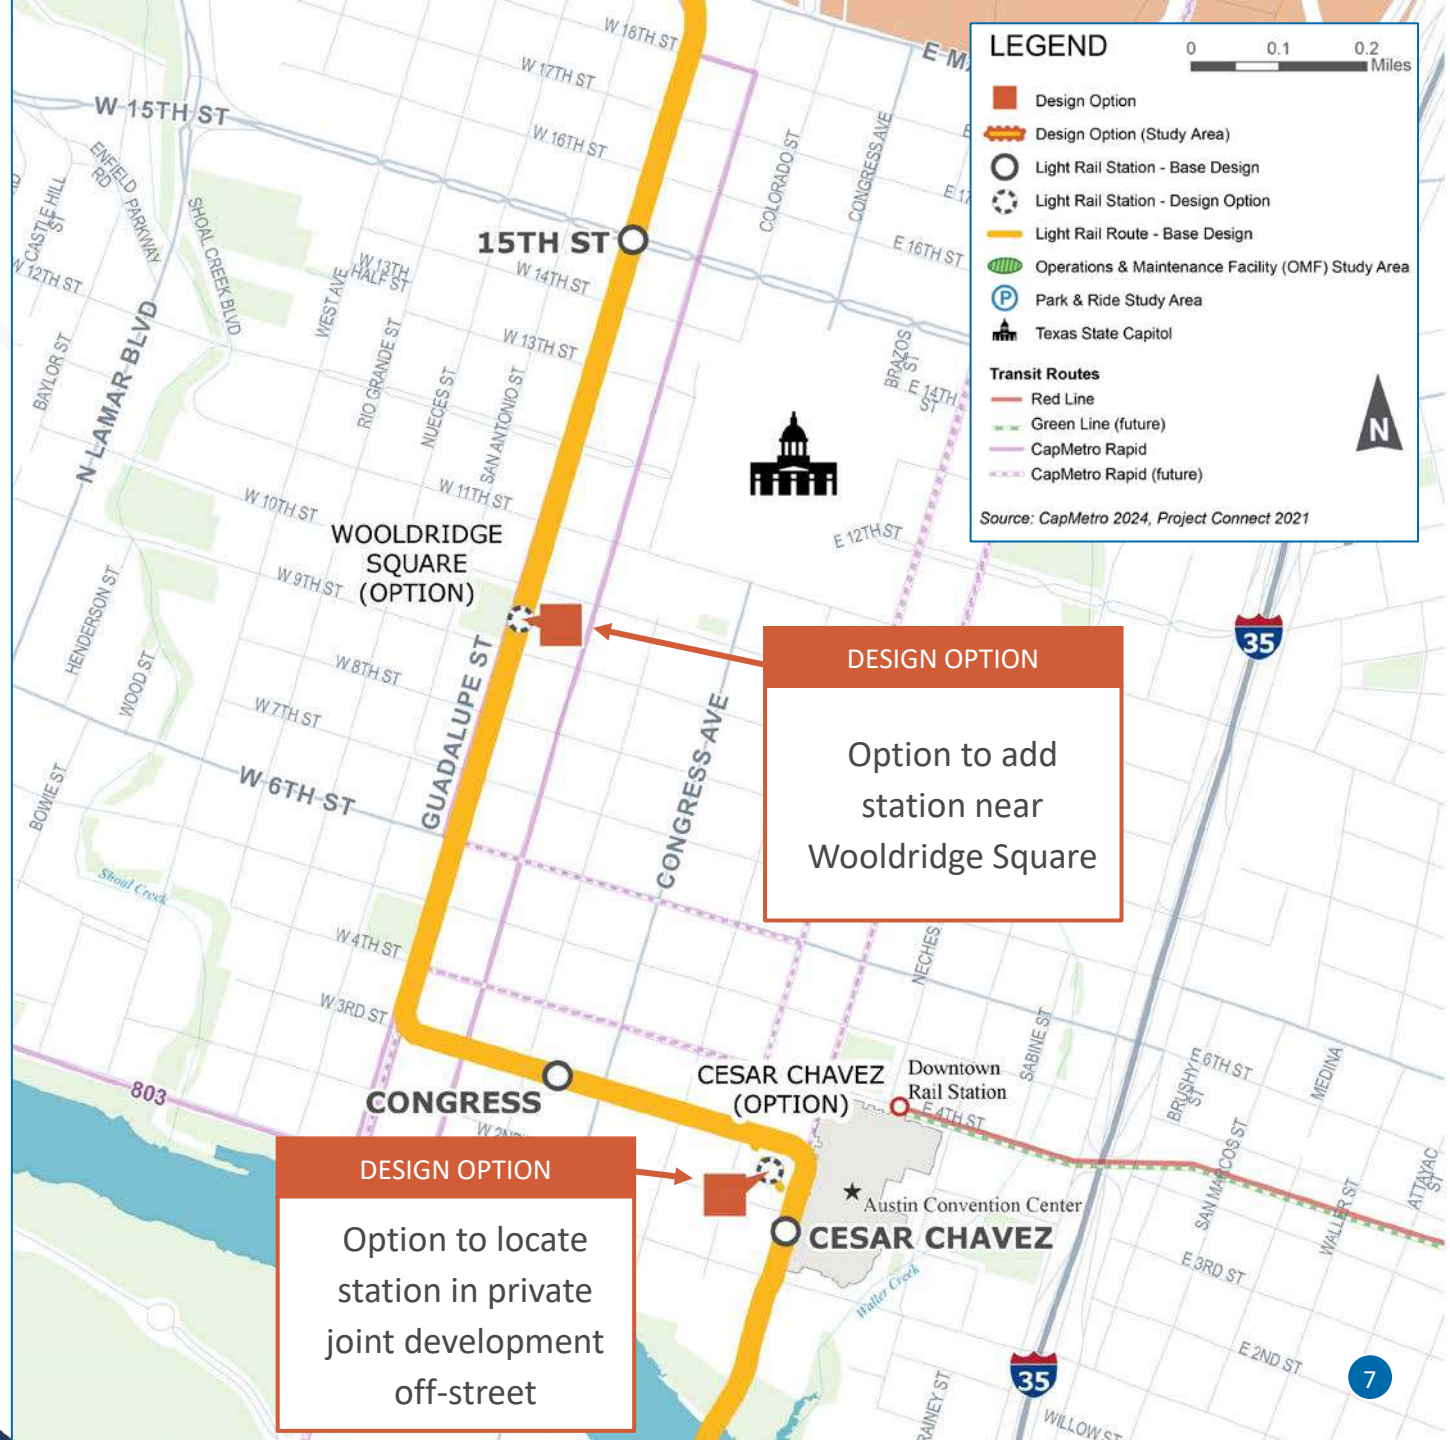 LEGEND
0 0.1 0.2
Miles
Design Option
Design Option (Study Area)
Light Rail Station - Base Design
Light Rail Station - Design Option
Light Rail Route - Base Design
Operations & Maintenance Facility (OMF) Study Area
P
Park & Ride Study Area
Texas State Capitol
Transit Routes
Red Line
Green Line (future)
CapMetro Rapid
CapMetro Rapid (future)
N
Source: CapMetro 2024, Project Connect 2021
W 18TH ST
W 17TH ST
W 15TH ST
W 16TH ST
COLORADO ST
CONGRESS AVE
E 16TH ST
ENFIELD
RD
PARKWAY
CASTLE HILL
ST
SHOAL CREEK BLVD
W 12TH ST
15TH ST
W 13TH
HALF ST
W 14TH ST
WEST AVE
W 13TH ST
BRAZOS
ST
E 14TH
ST
BAYLOR ST
N LAMAR BLVD
RIO GRANDE ST
NUECES ST
SAN ANTONIO ST
W 11TH ST
W 10TH ST
E 12TH ST
WOOLDRIDGE
SQUARE
(OPTION)
W 9TH ST
HENDERSON ST
WOOD ST
W 8TH ST
W 7TH ST
GUADALUPE ST
W 6TH ST
CONGRESS AVE
BOWIE ST
Shoal Creek
DESIGN OPTION
Option to add
station near
Wooldridge Square
35
W 4TH ST
W 3RD ST
NECHES
SABINE ST
803
CONGRESS
CESAR CHAVEZ
(OPTION)
Downtown
Rail Station
E 4TH ST
E 6TH ST
BRUSHY
ST
MEDINA
SAN MARCOS ST
WALLER ST
ATTAYAC
ST
DESIGN OPTION
Option to locate
station in private
joint development
off-street
Austin Convention Center
CESAR CHAVEZ
Waller Creek
E 3RD ST
E 2ND ST
35
RAINEY ST
WILLOW ST
7